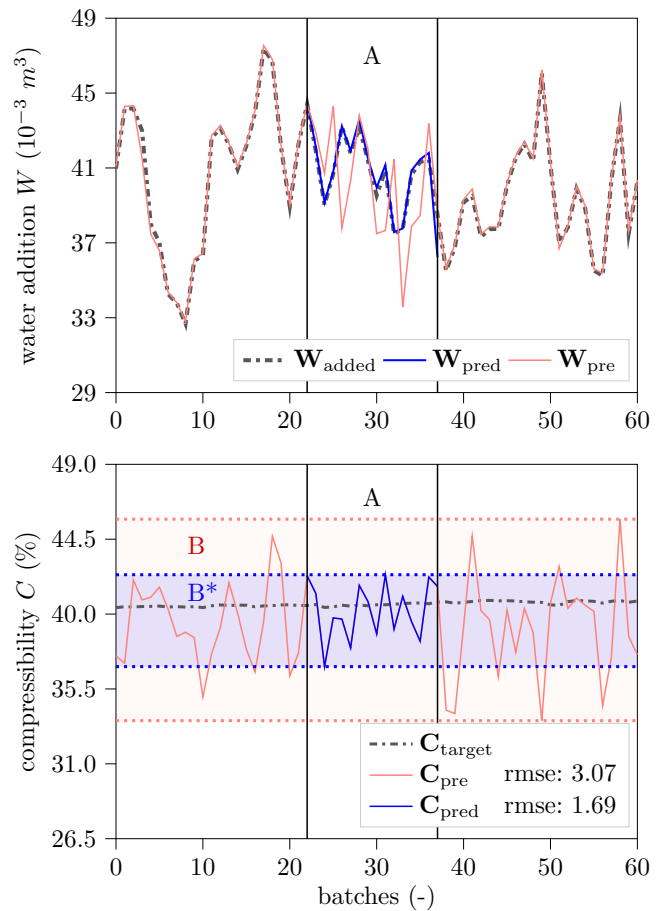 49
45
41
37
33
29
water addition W (10⁻³ m³)
A
W_added W_pred W_pre
0 10 20 30 40 50 60
49.0
44.5
40.0
35.5
31.0
26.5
compressibility C (%)
A
B
B*
C_target
C_pre rmse: 3.07
C_pred rmse: 1.69
0 10 20 30 40 50 60
batches (-)